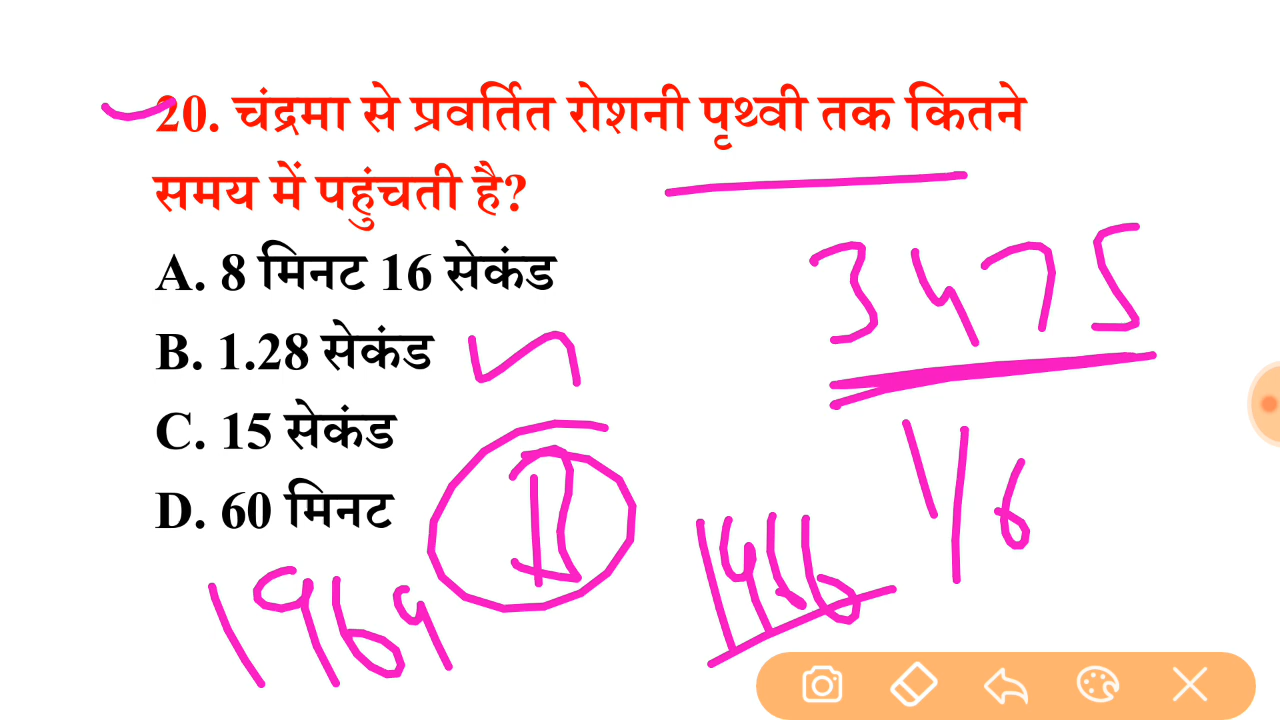 20. चंद्रमा से प्रवर्तित रोशनी पृथ्वी तक कितने
समय में पहुंचती है?
A. 8 मिनट 16 सेकंड
3475
B. 1.28 सेकंड
C. 15 सेकंड
1/6
D. 60 मिनट
B
1969